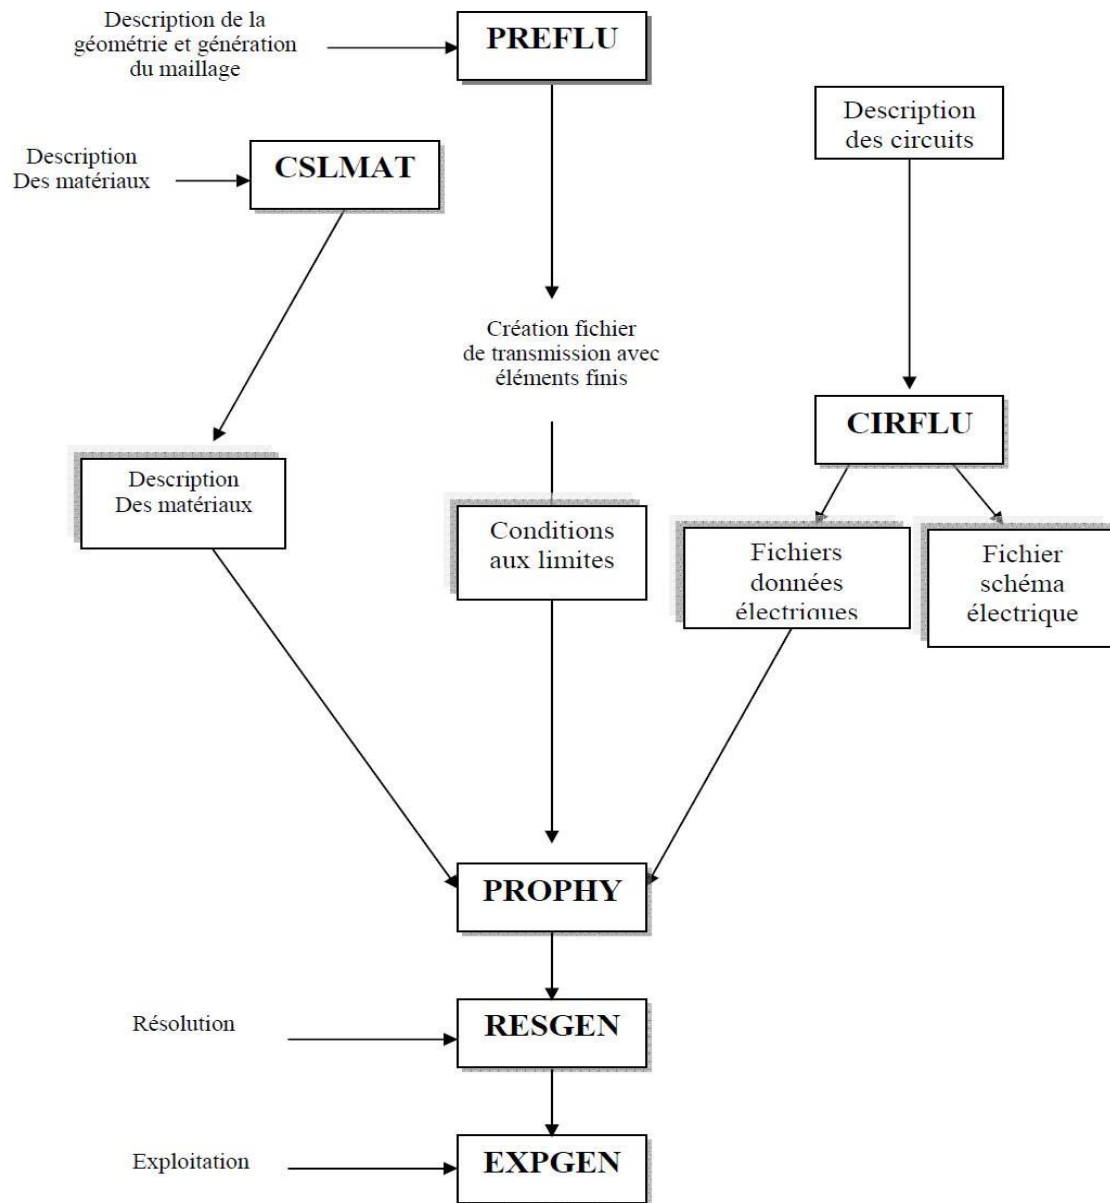 Description de la
géométrie et génération
du maillage
PREFLU
Description
des circuits
Description
Des matériaux
CSLMAT
Création fichier
de transmission avec
éléments finis
CIRFLU
Description
Des matériaux
Conditions
aux limites
Fichiers
données
électriques
Fichier
schéma
électrique
PROPHY
Résolution
RESGEN
Exploitation
EXPGEN